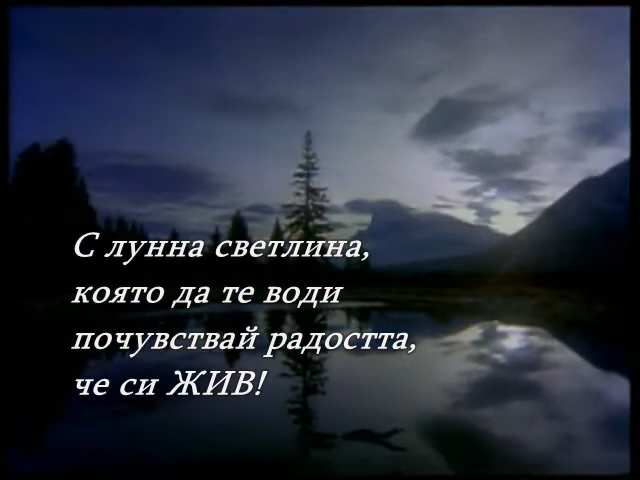 С лунна светлина,
която да те води
почувствай радостта,
че си ЖИВ!